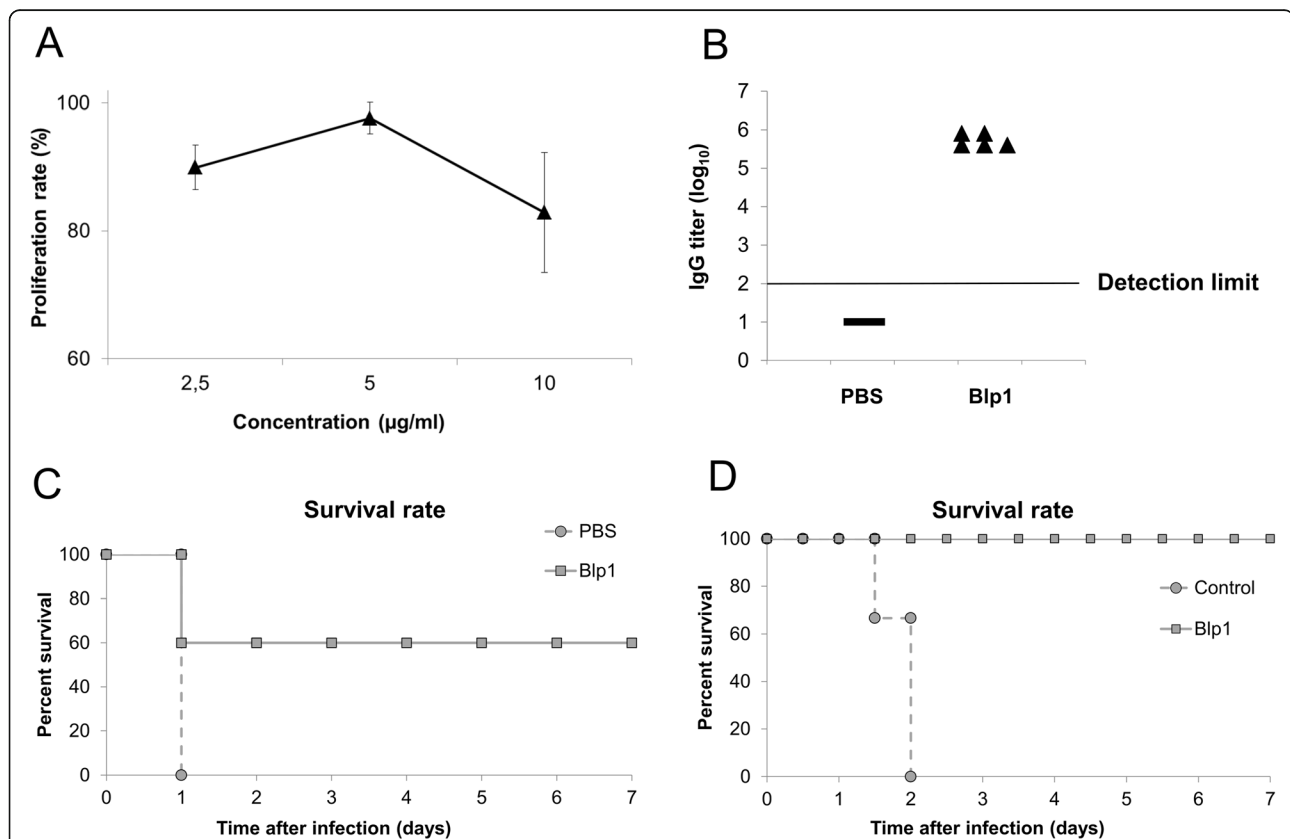 A
Proliferation rate (%)
100
80
60
2,5 5 10
Concentration (µg/ml)
B
IgG titer (log10)
7
6
5
4
3
2
1
0
Detection limit
PBS Blp1
C
Survival rate
PBS
Blp1
Percent survival
100
80
60
40
20
0
0 1 2 3 4 5 6 7
Time after infection (days)
D
Survival rate
Control
Blp1
Percent survival
100
80
60
40
20
0
0 1 2 3 4 5 6 7
Time after infection (days)